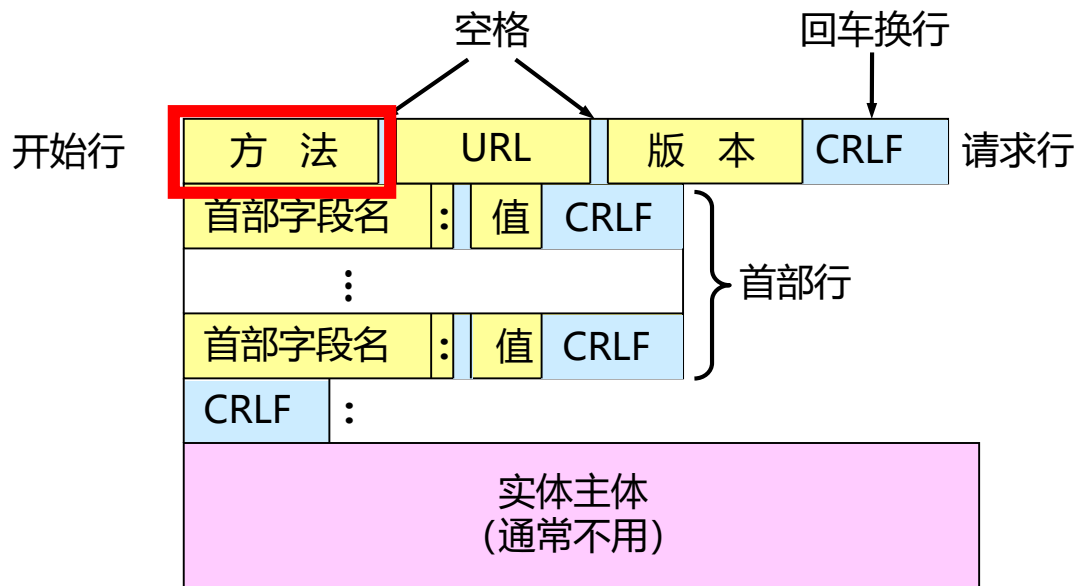 空格 回车换行
开始行 方 法 URL 版 本 CRLF 请求行
首部字段名 : 值 CRLF
⋮ 首部行
首部字段名 : 值 CRLF
CRLF :
实体主体
(通常不用)